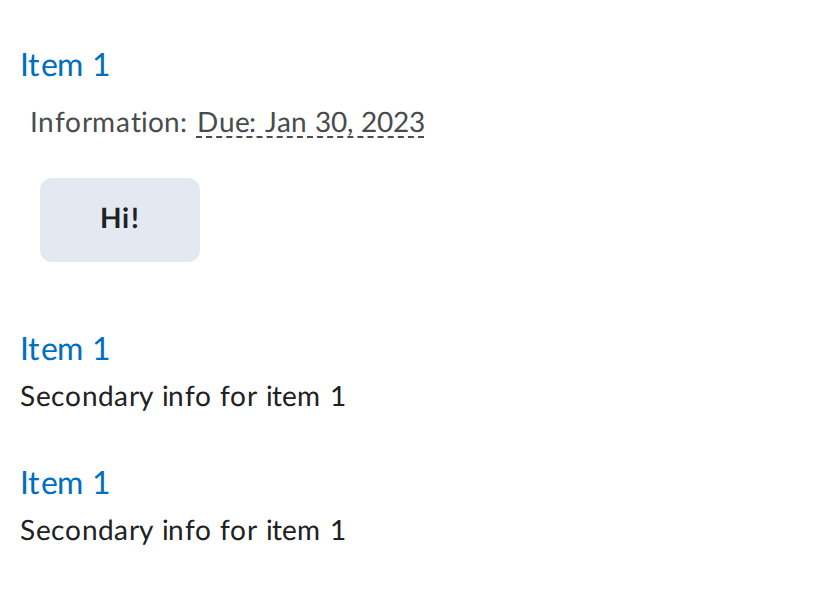 Item 1
Information: Due: Jan 30, 2023
Hi!
Item 1
Secondary info for item 1
Item 1
Secondary info for item 1